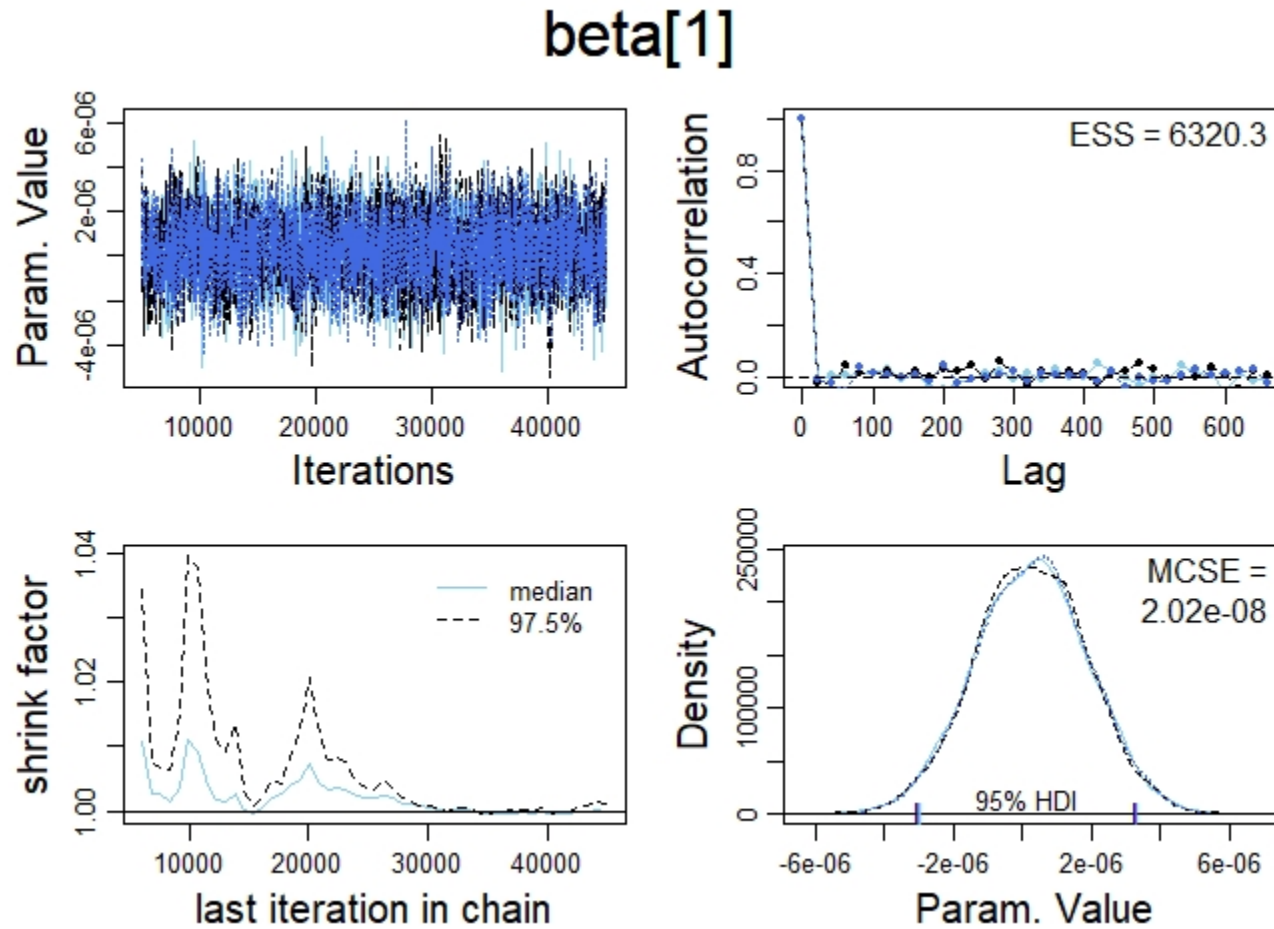 beta[1]
Param. Value
6e-06
2e-06
-4e-06
10000 20000 30000 40000
Iterations
Autocorrelation
0.8
0.4
0.0
ESS = 6320.3
0 100 200 300 400 500 600
Lag
shrink factor
1.04
1.02
1.00
median
97.5%
10000 20000 30000 40000
last iteration in chain
Density
250000
100000
0
MCSE =
2.02e-08
95% HDI
-6e-06 -2e-06 2e-06 6e-06
Param. Value